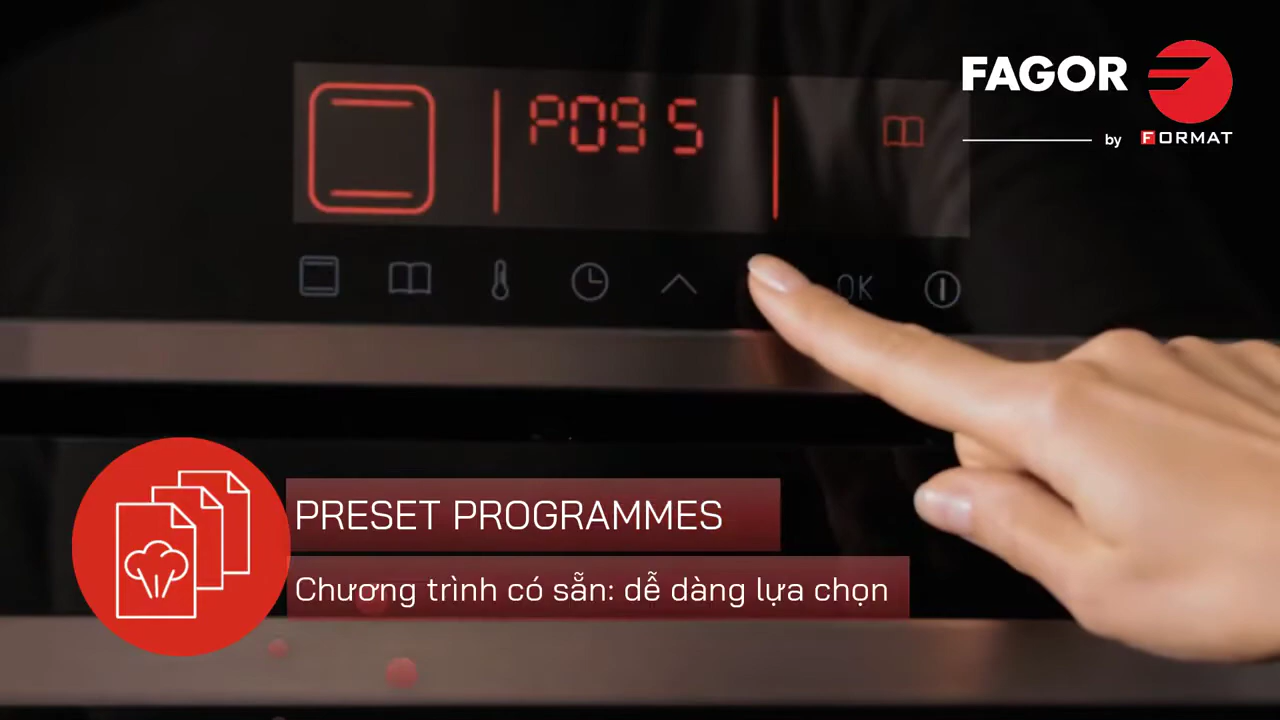 FAGOR
by FORMAT
P09 5
OK
PRESET PROGRAMMES
Chương trình có sẵn: dễ dàng lựa chọn